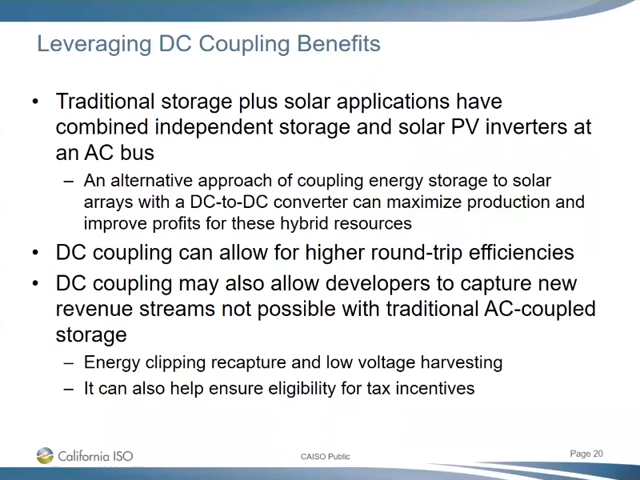 Leveraging DC Coupling Benefits
• Traditional storage plus solar applications have
combined independent storage and solar PV inverters at
an AC bus
– An alternative approach of coupling energy storage to solar
arrays with a DC-to-DC converter can maximize production and
improve profits for these hybrid resources
• DC coupling can allow for higher round-trip efficiencies
• DC coupling may also allow developers to capture new
revenue streams not possible with traditional AC-coupled
storage
– Energy clipping recapture and low voltage harvesting
– It can also help ensure eligibility for tax incentives
California ISO
CAISO Public
Page 20